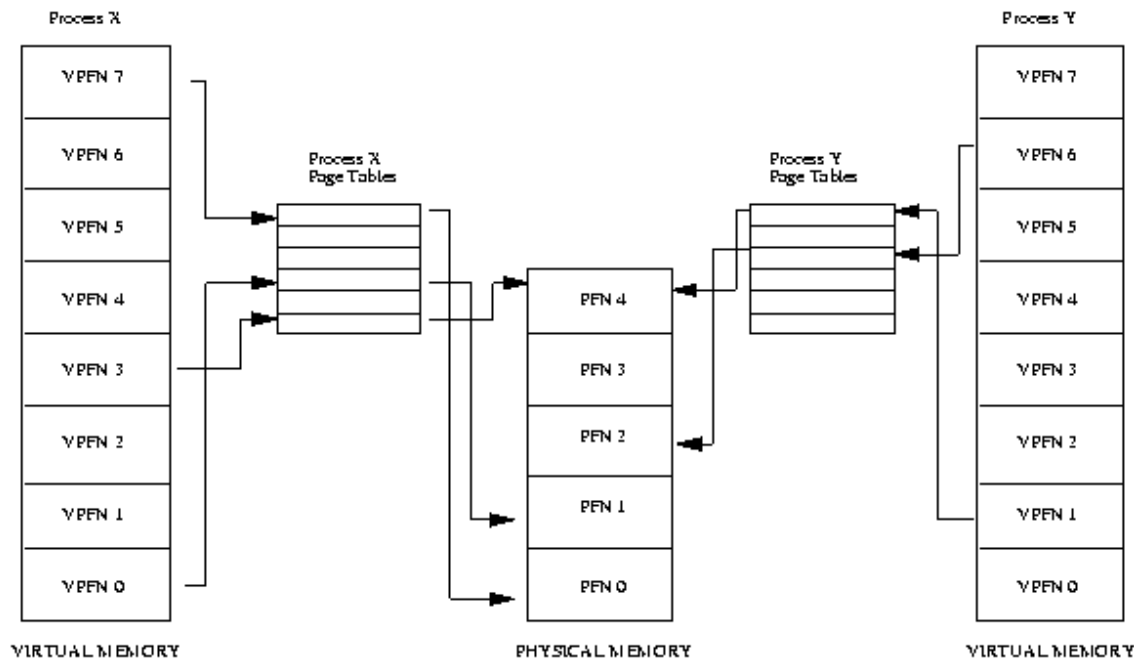 Process X
Process Y
VPFN 7
VPFN 6
VPFN 5
VPFN 4
VPFN 3
VPFN 2
VPFN 1
VPFN 0
VIRTUAL MEMORY
Process X
Page Tables
PFN 4
PFN 3
PFN 2
PFN 1
PFN 0
PHYSICAL MEMORY
Process Y
Page Tables
VPFN 7
VPFN 6
VPFN 5
VPFN 4
VPFN 3
VPFN 2
VPFN 1
VPFN 0
VIRTUAL MEMORY